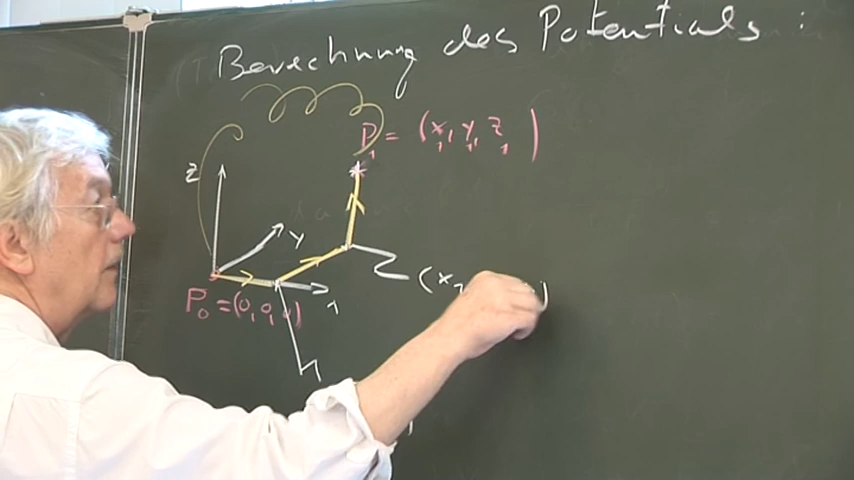 Berechnung des Potentials :
P₁ = (x₁, y₁, z₁)
z
y
P₀ = (0, 0, 0)
(x₁